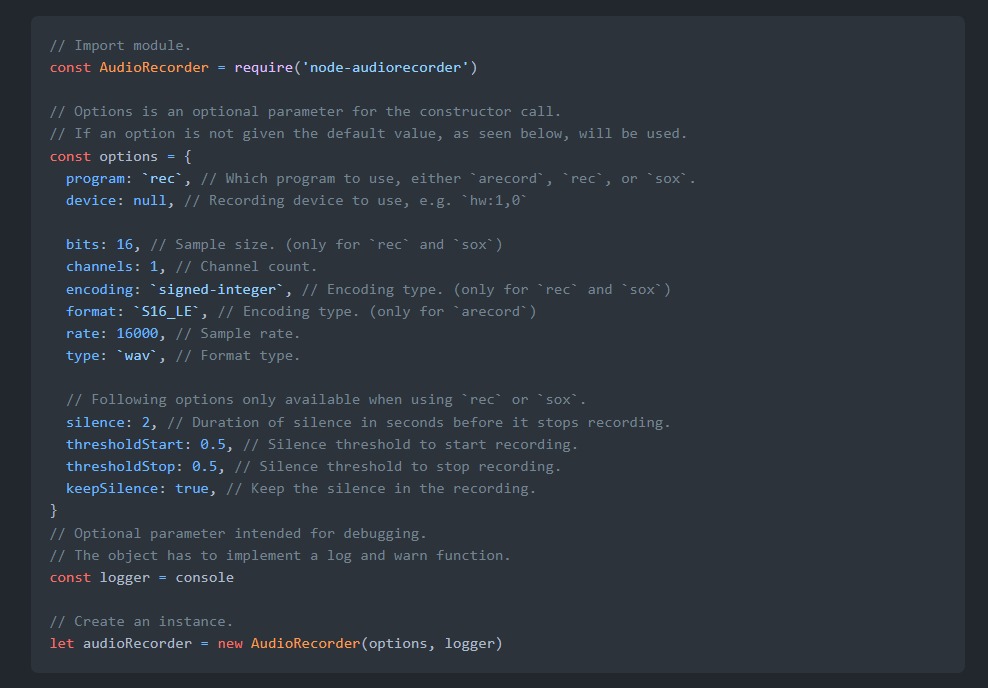 // Import module.
const AudioRecorder = require('node-audiorecorder')
// Options is an optional parameter for the constructor call.
// If an option is not given the default value, as seen below, will be used.
const options = {
program: `rec`, // Which program to use, either `arecord`, `rec`, or `sox`.
device: null, // Recording device to use, e.g. `hw:1,0`
bits: 16, // Sample size. (only for `rec` and `sox`)
channels: 1, // Channel count.
encoding: `signed-integer`, // Encoding type. (only for `rec` and `sox`)
format: `S16_LE`, // Encoding type. (only for `arecord`)
rate: 16000, // Sample rate.
type: `wav`, // Format type.
// Following options only available when using `rec` or `sox`.
silence: 2, // Duration of silence in seconds before it stops recording.
thresholdStart: 0.5, // Silence threshold to start recording.
thresholdStop: 0.5, // Silence threshold to stop recording.
keepSilence: true, // Keep the silence in the recording.
}
// Optional parameter intended for debugging.
// The object has to implement a log and warn function.
const logger = console
// Create an instance.
let audioRecorder = new AudioRecorder(options, logger)